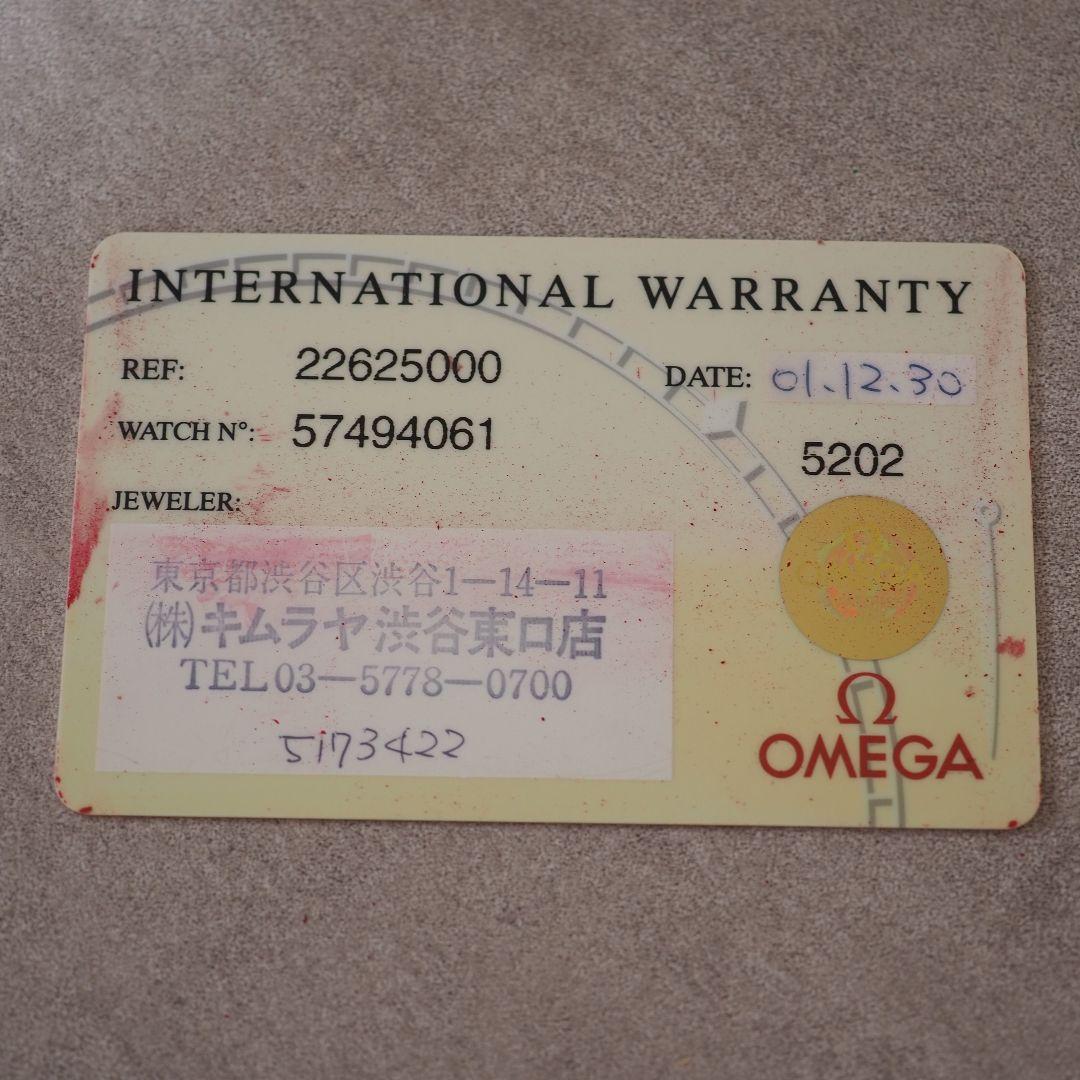 INTERNATIONAL WARRANTY
REF: 22625000
DATE: 01.12.30
WATCH N°: 57494061
5202
JEWELER:
東京都渋谷区渋谷1-14-11
㈱キムラヤ渋谷東口店
TEL03-5778-0700
5173422
Ω
OMEGA